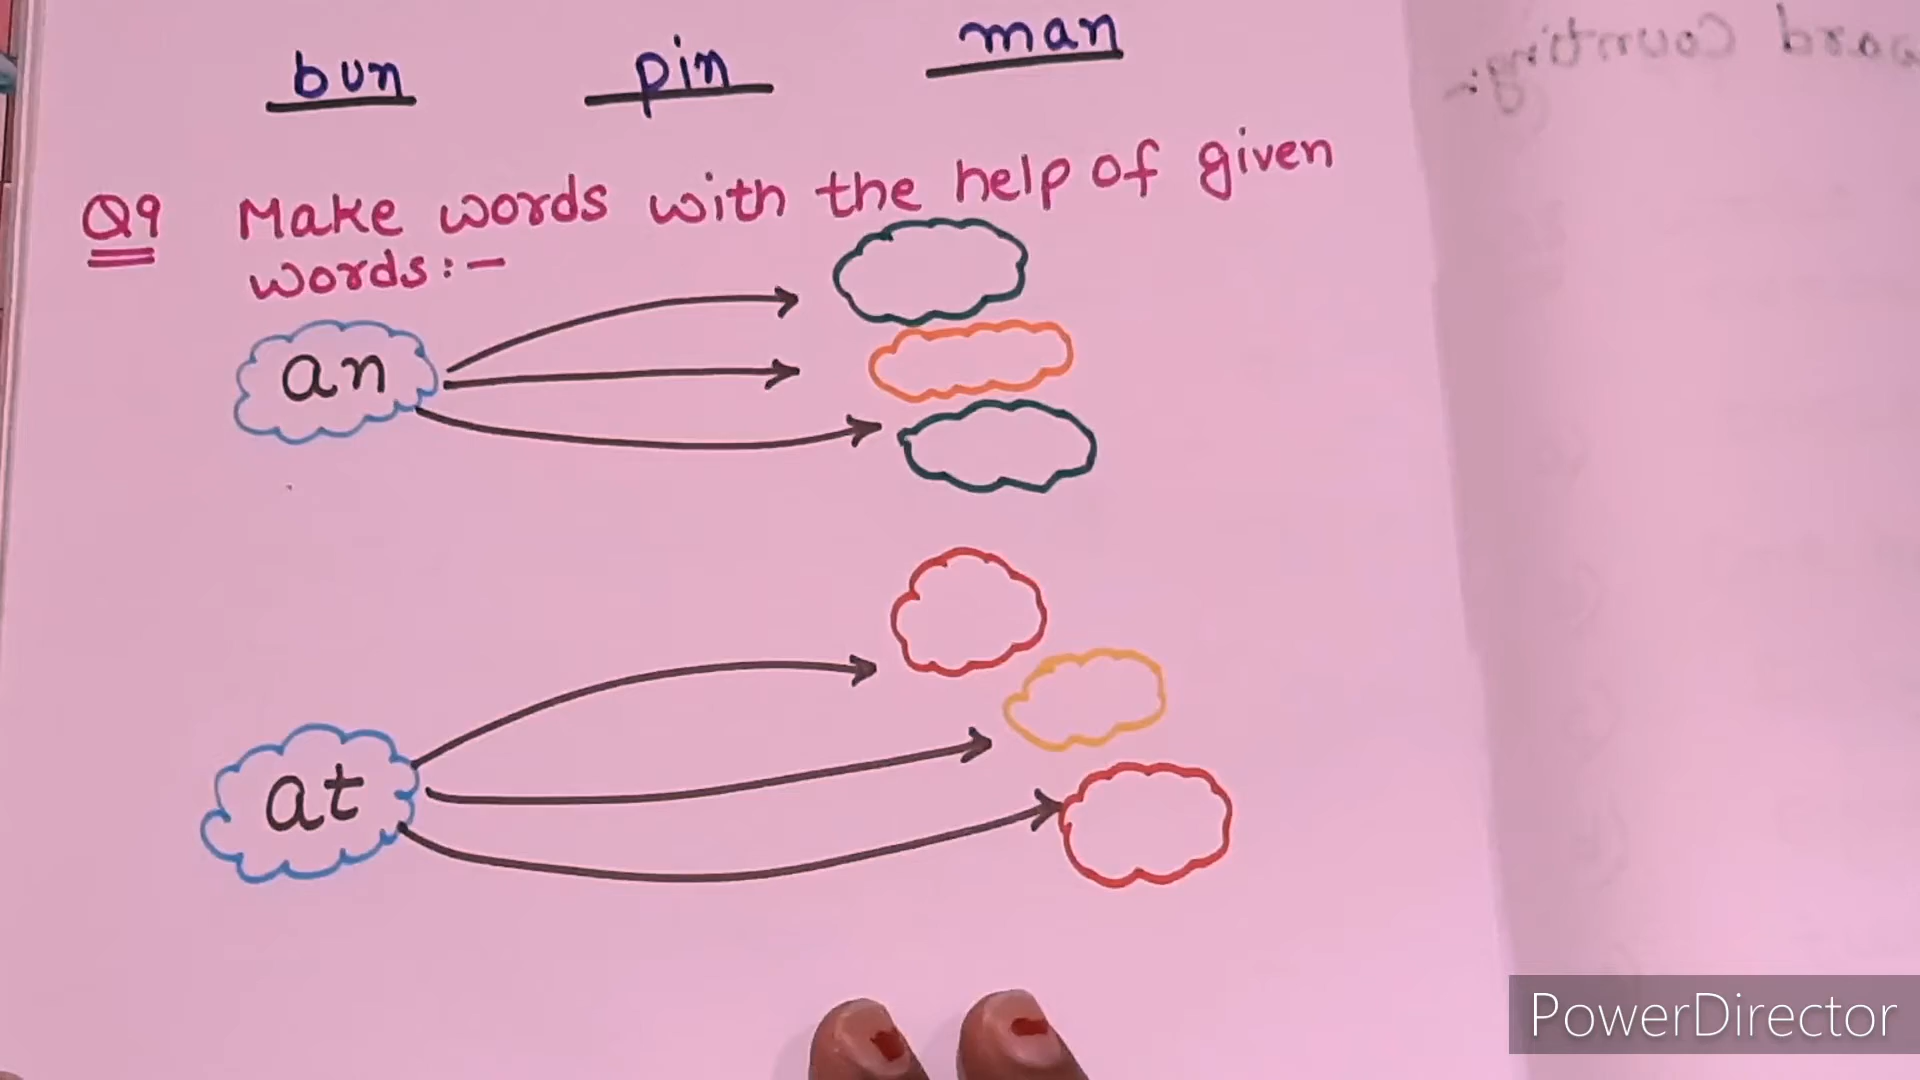 bun pin man
Q9 Make words with the help of given
words:-
an
at
PowerDirector